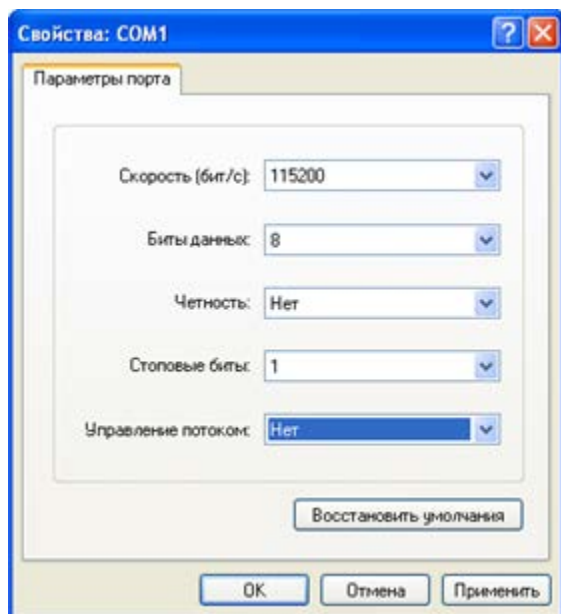 Свойства: COM1
Параметры порта
Скорость (бит/с): 115200
Биты данных: 8
Четность: Нет
Стоповые биты: 1
Управление потоком: Нет
Восстановить умолчания
OK Отмена Применить